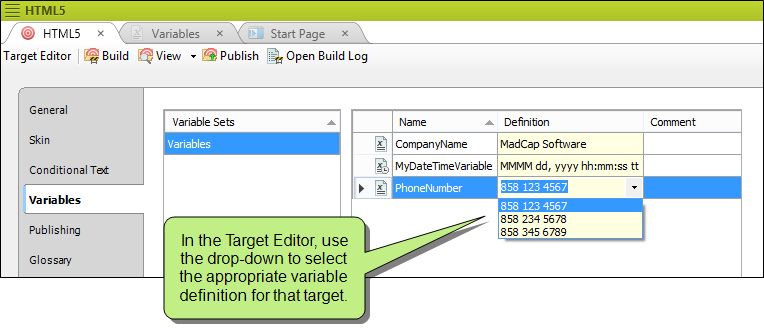 HTML5
HTML5 Variables Start Page
Target Editor Build View Publish Open Build Log
General
Skin
Conditional Text
Variables
Publishing
Glossary
Variable Sets
Variables
Name Definition Comment
CompanyName MadCap Software
MyDateTimeVariable MMMM dd, yyyy hh:mm:ss tt
PhoneNumber 858 123 4567
858 123 4567
858 234 5678
858 345 6789
In the Target Editor, use
the drop-down to select
the appropriate variable
definition for that target.